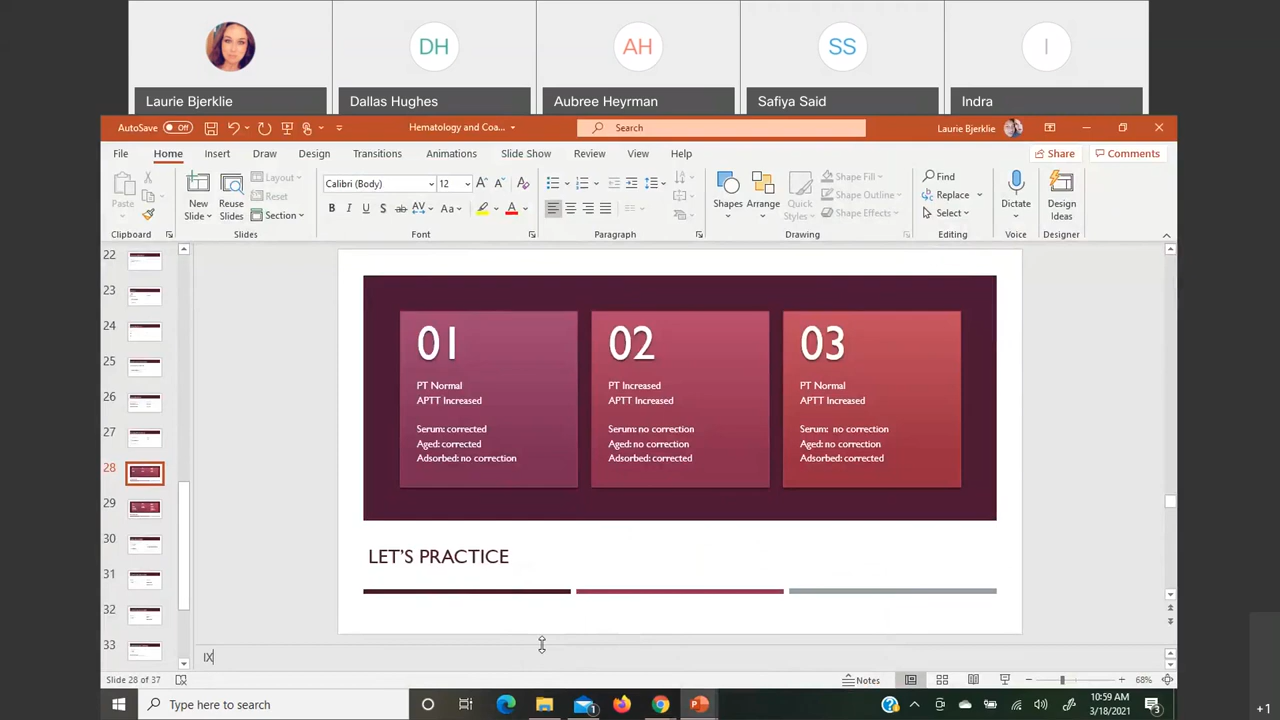 DH
AH
SS
I
Laurie Bjerklie
Dallas Hughes
Aubree Heyrman
Safiya Said
Indra
AutoSave
Off
Hematology and Coa...
Search
Laurie Bjerklie
File
Home
Insert
Draw
Design
Transitions
Animations
Slide Show
Review
View
Help
Share
Comments
Paste
New
Slide
Reuse
Slides
Layout
Reset
Section
Calibri (Body)
12
Shapes
Arrange
Quick
Styles
Shape Fill
Shape Outline
Shape Effects
Find
Replace
Select
Dictate
Design
Ideas
Clipboard
Slides
Font
Paragraph
Drawing
Editing
Voice
Designer
22
23
24
25
26
27
28
29
30
31
32
33
01
PT Normal
APTT Increased
Serum: corrected
Aged: corrected
Adsorbed: no correction
02
PT Increased
APTT Increased
Serum: no correction
Aged: no correction
Adsorbed: corrected
03
PT Normal
APTT Increased
Serum: no correction
Aged: no correction
Adsorbed: corrected
LET'S PRACTICE
IX
Slide 28 of 37
Notes
68%
Type here to search
10:59 AM
3/18/2021
+1